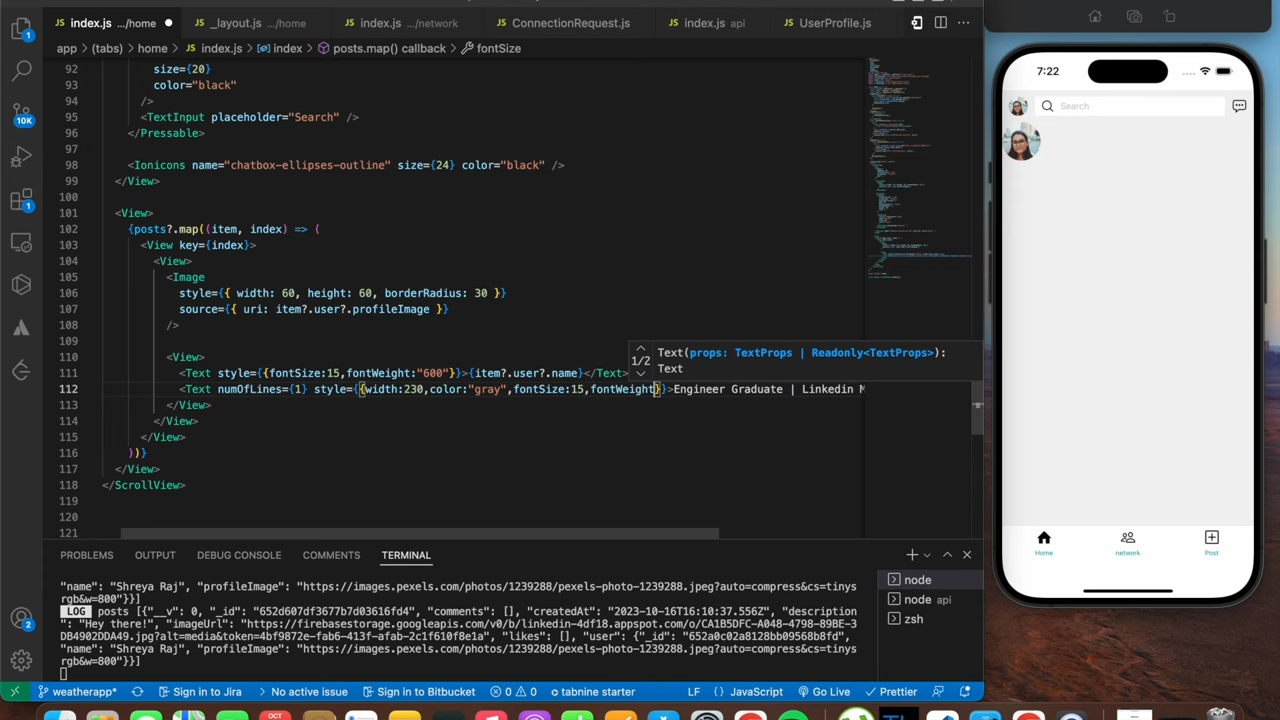 index.js .../home
_layout.js .../home
index.js .../network
ConnectionRequest.js
index.js api
UserProfile.js
app > (tabs) > home > index.js > index > posts.map() callback > fontSize
92 size={20}
93 color="black"
94 />
95 <TextInput placeholder="Search" />
96 </Pressable>
97
98 <Ionicons name="chatbox-ellipses-outline" size={24} color="black" />
99 </View>
100
101 <View>
102 {posts?.map((item, index) => (
103 <View key={index}>
104 <View>
105 <Image
106 style={{ width: 60, height: 60, borderRadius: 30 }}
107 source={{ uri: item?.user?.profileImage }}
108 />
109
110 <View>
111 <Text style={{fontSize:15,fontWeight:"600"}}>{item?.user?.name}</Text>
112 <Text numOfLines={1} style={{width:230,color:"gray",fontSize:15,fontWeight}}>Engineer Graduate | Linkedin M
113 </View>
114 </View>
115 </View>
116 ))}
117 </View>
118 </ScrollView>
119
120
121
1/2
Text(props: TextProps | Readonly<TextProps>):
Text
10K
1
1
2
PROBLEMS OUTPUT DEBUG CONSOLE COMMENTS TERMINAL
"name": "Shreya Raj", "profileImage": "https://images.pexels.com/photos/1239288/pexels-photo-1239288.jpeg?auto=compress&cs=tinys
rgb&w=800"}}]
LOG posts [{"__v": 0, "_id": "652d607df3677b7d03616fd4", "comments": [], "createdAt": "2023-10-16T16:10:37.556Z", "description
": "Hey there!", "imageUrl": "https://firebasestorage.googleapis.com/v0/b/linkedin-4df18.appspot.com/o/CA1B5DFC-A048-4798-89BE-3
DB4902DDA49.jpg?alt=media&token=4bf9872e-fab6-413f-afab-2c1f610f8e1a", "likes": [], "user": {"_id": "652a0c02a8128bb09568b8fd",
"name": "Shreya Raj", "profileImage": "https://images.pexels.com/photos/1239288/pexels-photo-1239288.jpeg?auto=compress&cs=tinys
rgb&w=800"}}]
node
node api
zsh
weatherapp*
Sign in to Jira
No active issue
Sign in to Bitbucket
0
0
tabnine starter
LF
{ } JavaScript
Go Live
Prettier
OCT
7:22
Search
Home
network
Post